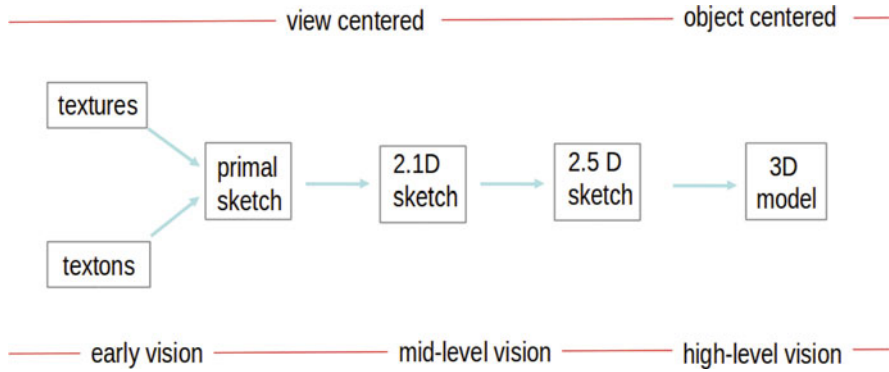 view centered
object centered
textures
primal
sketch
2.1D
sketch
2.5 D
sketch
3D
model
textons
early vision
mid-level vision
high-level vision